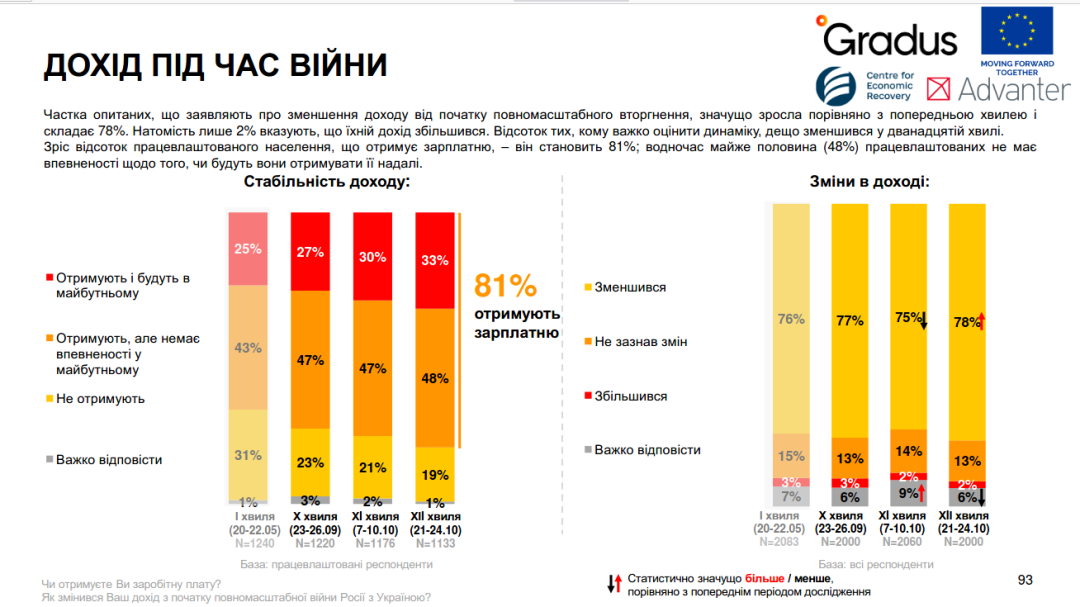 Gradus
MOVING FORWARD
TOGETHER
Centre for
Economic
Recovery
Advanter
ДОХІД ПІД ЧАС ВІЙНИ
Частка опитаних, що заявляють про зменшення доходу від початку повномасштабного вторгнення, значущо зросла порівняно з попередньою хвилею і
складає 78%. Натомість лише 2% вказують, що їхній дохід збільшився. Відсоток тих, кому важко оцінити динаміку, дещо зменшився у дванадцятій хвилі.
Зріс відсоток працевлаштованого населення, що отримує зарплатню, – він становить 81%; водночас майже половина (48%) працевлаштованих не має
впевненості щодо того, чи будуть вони отримувати її надалі.
Стабільність доходу:
Отримують і будуть в
майбутньому
Отримують, але немає
впевненості у
майбутньому
Не отримують
Важко відповісти
25% 27% 30% 33%
43% 47% 47% 48%
31% 23% 21% 19%
1% 3% 2% 1%
81%
отримують
зарплатню
I хвиля X хвиля XI хвиля XII хвиля
(20-22.05) (23-26.09) (7-10.10) (21-24.10)
N=1240 N=1220 N=1176 N=1133
База: працевлаштовані респонденти
Зміни в доході:
Зменшився
Не зазнав змін
Збільшився
Важко відповісти
76% 77% 75% 78%
15% 13% 14% 13%
3% 3% 2% 2%
7% 6% 9% 6%
I хвиля X хвиля XI хвиля XII хвиля
(20-22.05) (23-26.09) (7-10.10) (21-24.10)
N=2083 N=2000 N=2060 N=2000
База: всі респонденти
Чи отримуєте Ви заробітну плату?
Як змінився Ваш дохід з початку повномасштабної війни Росії з Україною?
Статистично значущо більше / менше,
порівняно з попереднім періодом дослідження
93